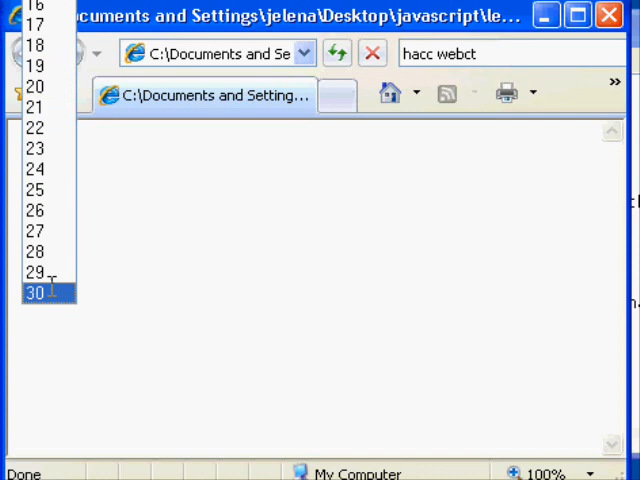 16
cuments and Settings\jelena\Desktop\javascript\le...
17
18
C:\Documents and Se
hacc webct
19
20
C:\Documents and Setting...
21
22
23
24
25
26
27
28
29
30
Done
My Computer
100%